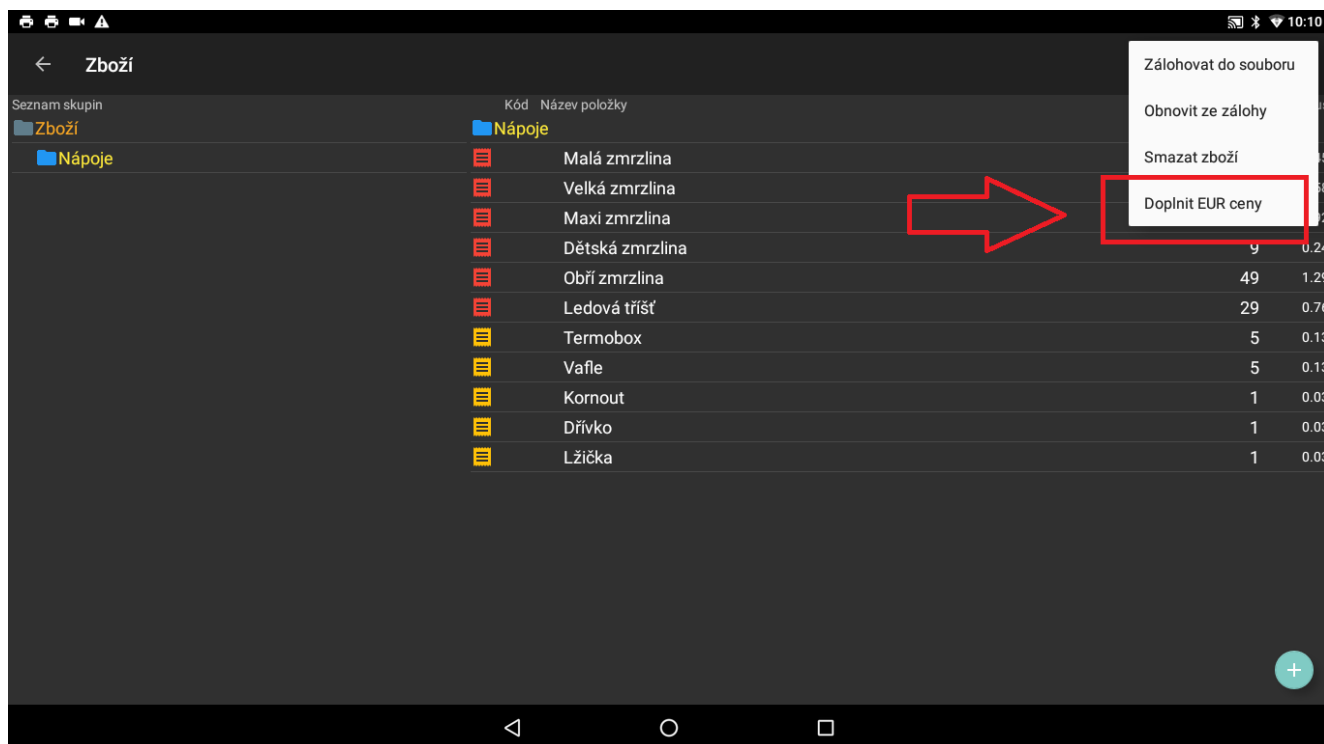 10:10
Zboží
Zálohovat do souboru
Obnovit ze zálohy
Smazat zboží
Doplnit EUR ceny
Seznam skupin
Zboží
Nápoje
Kód Název položky
Nápoje
Malá zmrzlina
Velká zmrzlina
Maxi zmrzlina
Dětská zmrzlina 9 0.24
Obří zmrzlina 49 1.29
Ledová tříšť 29 0.76
Termobox 5 0.13
Vafle 5 0.13
Kornout 1 0.03
Dřívko 1 0.03
Lžička 1 0.03